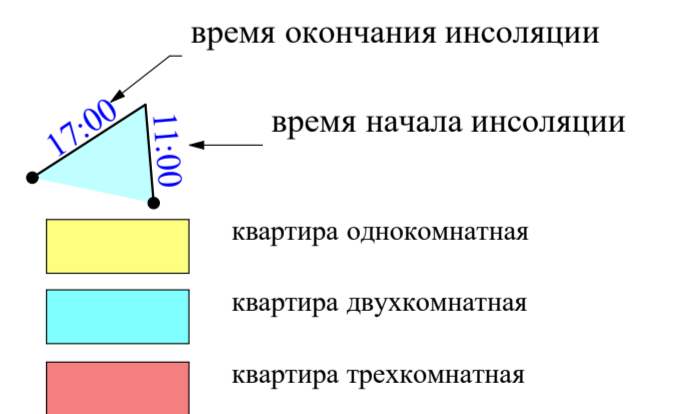 время окончания инсоляции
17:00
11:00
время начала инсоляции
квартира однокомнатная
квартира двухкомнатная
квартира трехкомнатная